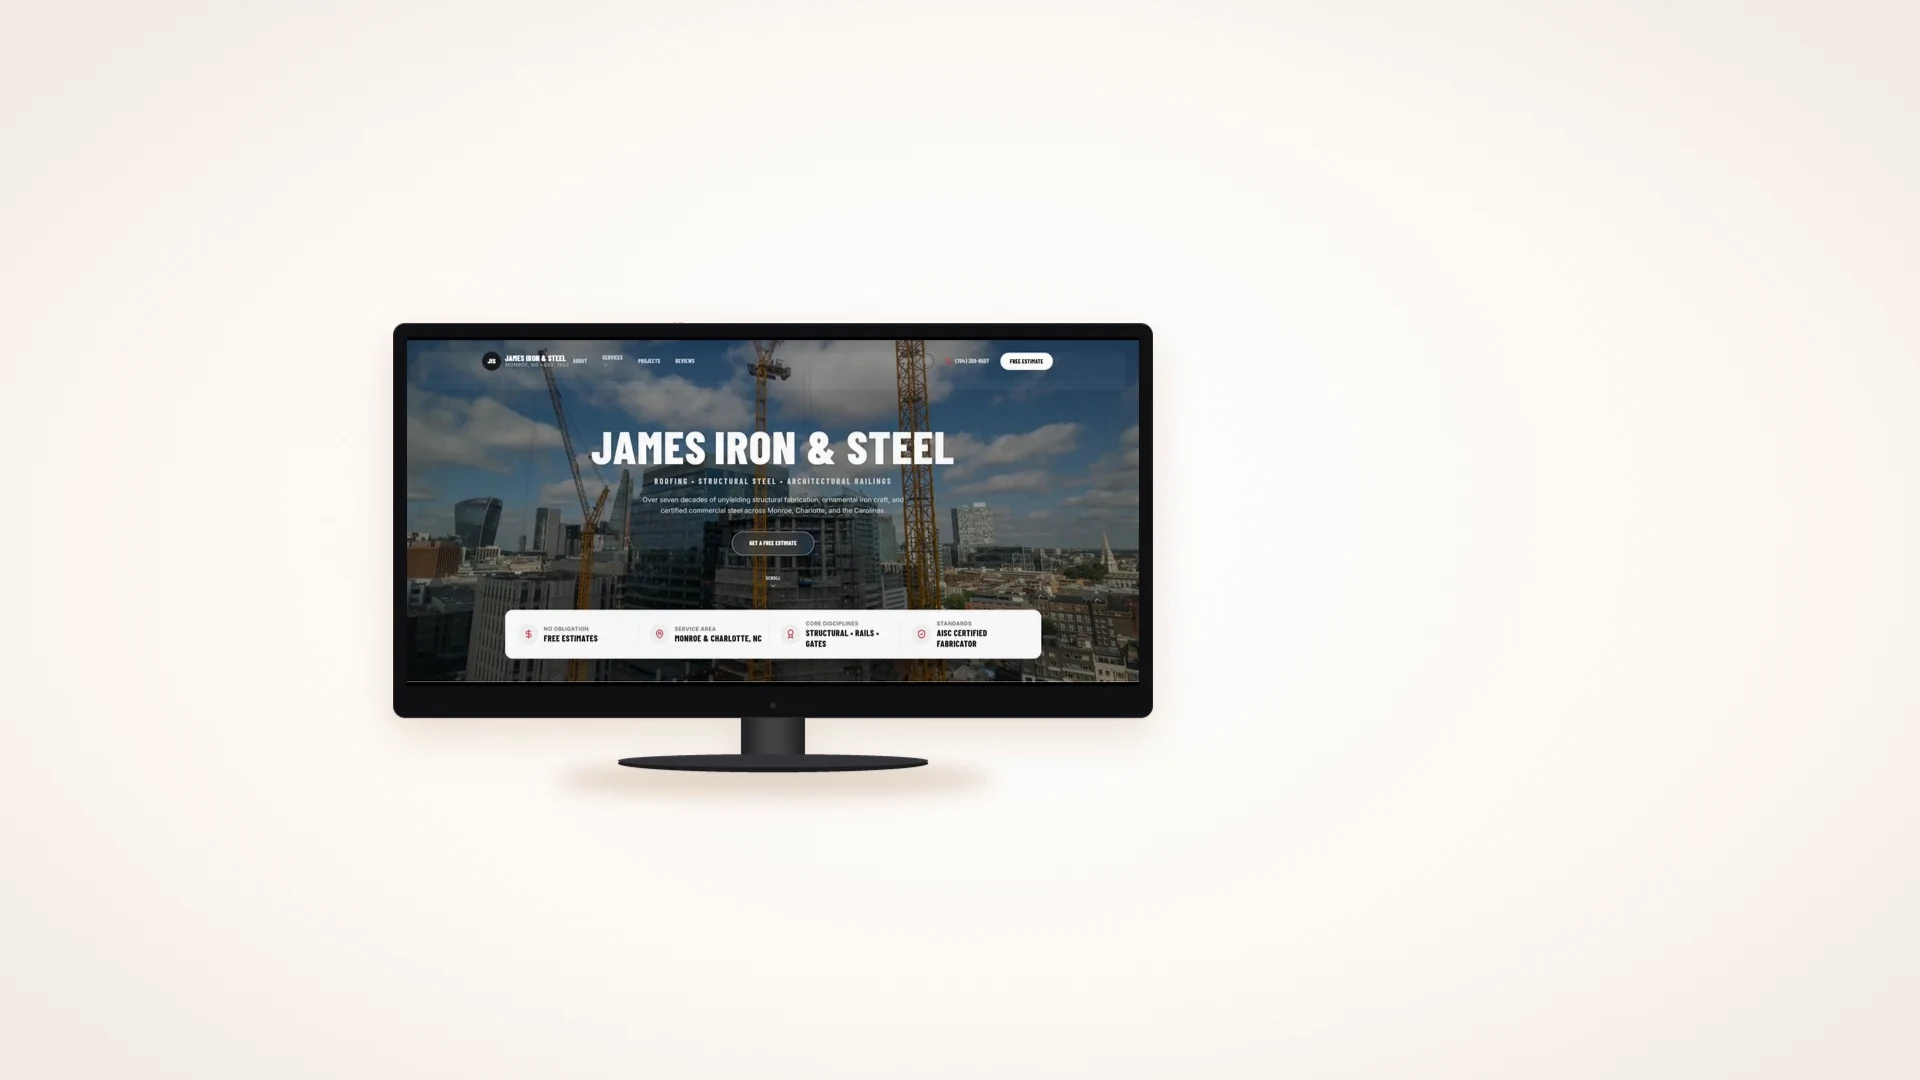 JIS
JAMES IRON & STEEL
ABOUT
SERVICES
PROJECTS
REVIEWS
FREE ESTIMATE
JAMES IRON & STEEL
ROOFING • STRUCTURAL STEEL • ARCHITECTURAL RAILINGS
Over seven decades of unyielding structural fabrication, ornamental iron craft, and
certified commercial steel across Monroe, Charlotte, and the Carolinas.
GET A FREE ESTIMATE
SCROLL
NO OBLIGATION
FREE ESTIMATES
SERVICE AREA
MONROE & CHARLOTTE, NC
CORE DISCIPLINES
STRUCTURAL • RAILS •
GATES
STANDARDS
AISC CERTIFIED
FABRICATOR